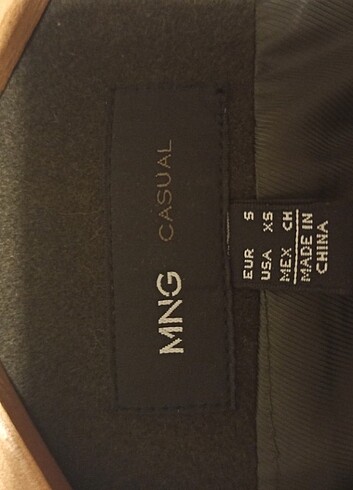 MNG CASUAL
EUR S
USA XS
MEX CH
MADE IN
CHINA